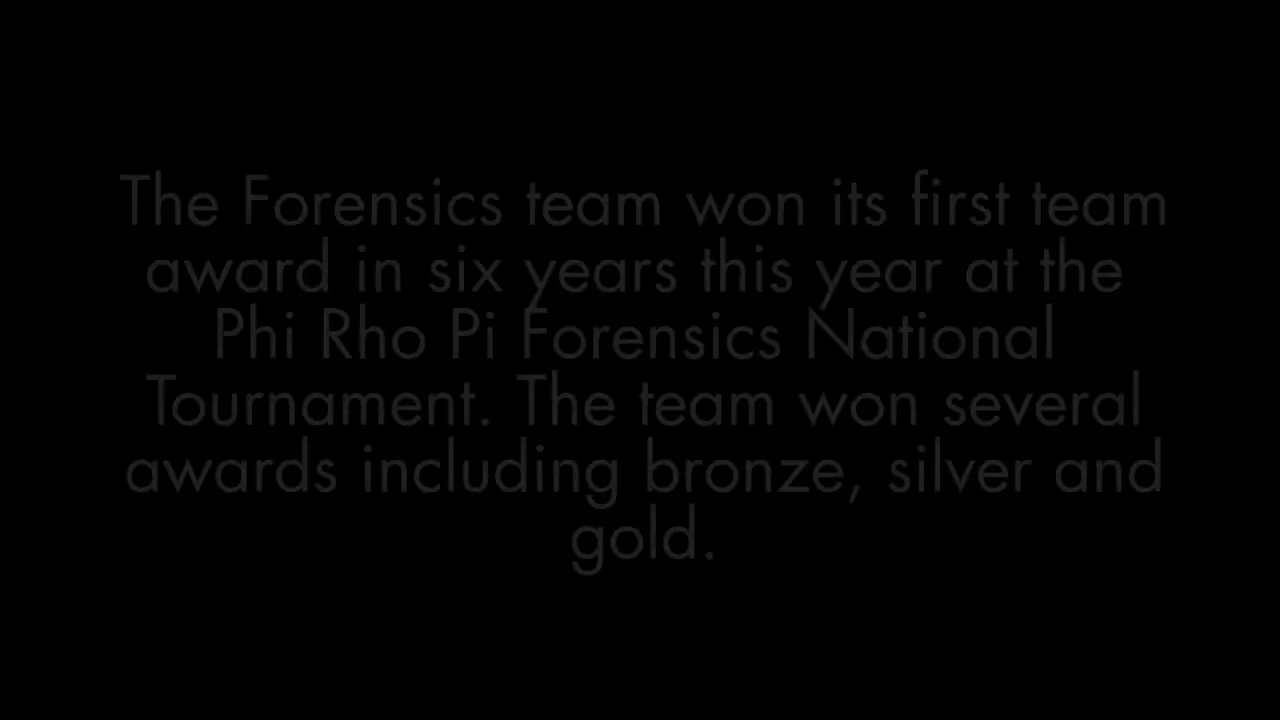 The Forensics team won its first team
award in six years this year at the
Phi Rho Pi Forensics National
Tournament. The team won several
awards including bronze, silver and
gold.